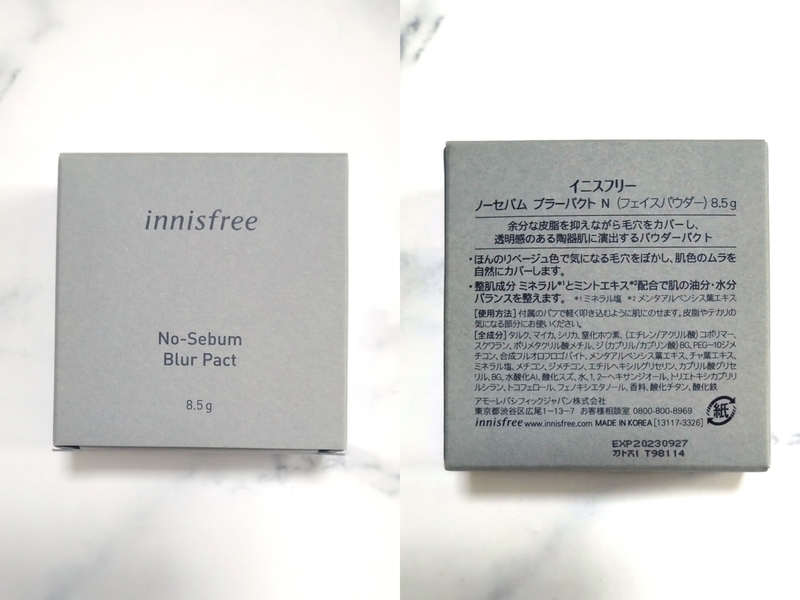 innisfree
No-Sebum
Blur Pact
8.5g
イニスフリー
ノーセバム ブラーパクト N (フェイスパウダー) 8.5g
余分な皮脂を抑えながら毛穴をカバーし、
透明感のある陶器肌に演出するパウダーパクト
・ほんのりベージュ色で気になる毛穴をぼかし、肌色のムラを
自然にカバーします。
・整肌成分 ミネラル*¹とミントエキス*²配合で肌の油分・水分
バランスを整えます。 *¹ミネラル塩 *²メンタアルベンシス葉エキス
[使用方法] 付属のパフで軽く叩き込むように肌にのせます。皮脂やテカリの
気になる部分にお使いください。
[全成分] タルク、マイカ、シリカ、窒化ホウ素、(エチレン/アクリル酸)コポリマー、
スクワラン、ポリメタクリル酸メチル、ジ(カプリル/カプリン酸)BG、PEG-10ジメ
チコン、合成フルオロフロゴパイト、メンタアルベンシス葉エキス、チャ葉エキス、
ミネラル塩、メチコン、ジメチコン、エチルヘキシルグリセリン、カプリル酸グリセ
リル、BG、水酸化Al、酸化スズ、水、1,2-ヘキサンジオール、トリエトキシカプリリ
ルシラン、トコフェロール、フェノキシエタノール、香料、酸化チタン、酸化鉄
アモーレパシフィックジャパン株式会社
東京都渋谷区広尾1-13-7 お客様相談室 0800-800-8969
innisfree www.innisfree.com MADE IN KOREA [13117-3326]
紙
EXP20230927
까지 T98114